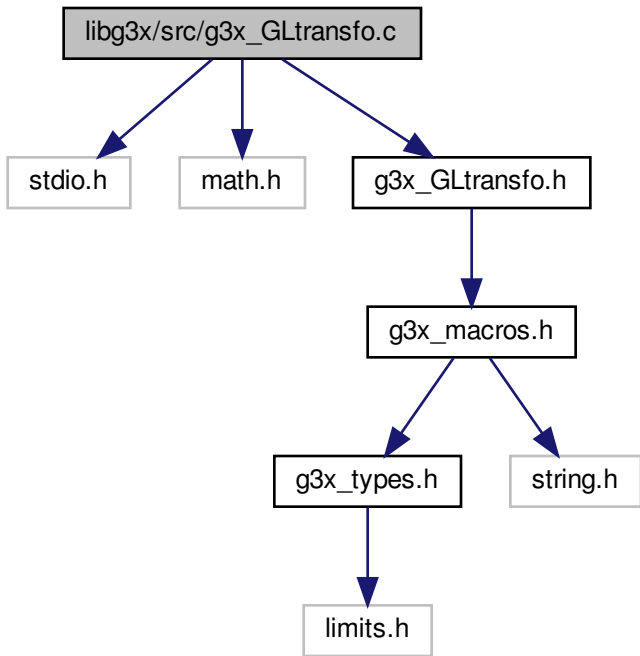 libg3x/src/g3x_GLtransfo.c
stdio.h
math.h
g3x_GLtransfo.h
g3x_macros.h
g3x_types.h
string.h
limits.h